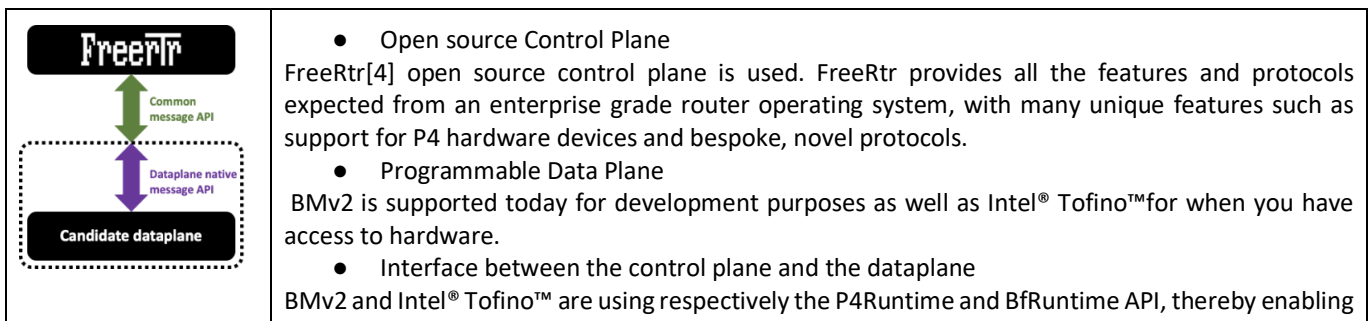 FreeRtr
Common
message API
Dataplane native
message API
Candidate dataplane
● Open source Control Plane
FreeRtr[4] open source control plane is used. FreeRtr provides all the features and protocols
expected from an enterprise grade router operating system, with many unique features such as
support for P4 hardware devices and bespoke, novel protocols.
● Programmable Data Plane
BMv2 is supported today for development purposes as well as Intel® Tofino™for when you have
access to hardware.
● Interface between the control plane and the dataplane
BMv2 and Intel® Tofino™ are using respectively the P4Runtime and BfRuntime API, thereby enabling